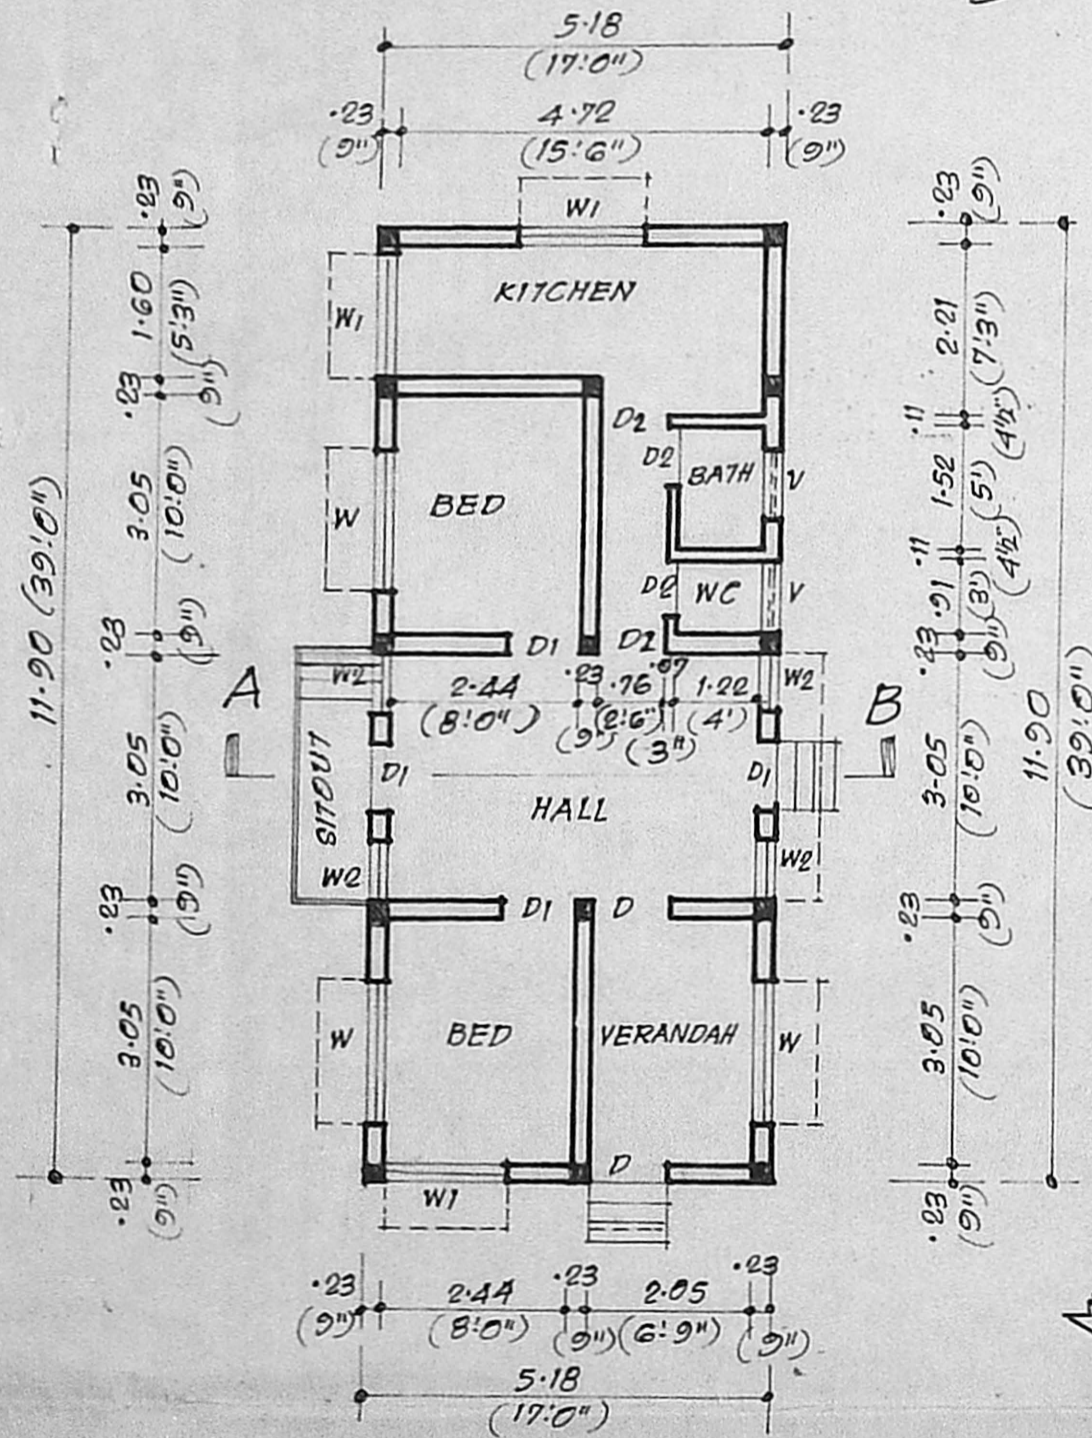 5.18
(17'0")
.23 4.72 .23
(9") (15'6") (9")
W1
.23
(9")
1.60
(5'3")
.23
(9")
3.05
(10'0")
.23
(9")
3.05
(10'0")
.23
(9")
3.05
(10'0")
.23
(9")
11.90 (39'0")
KITCHEN
W1
D2
D2
BATH
V
BED
W
D2
WC
V
D1
D2
W2
2.44
(8'0")
.23
(9")
.76
(2'6")
.07
(3")
1.22
(4')
W2
A
B
SITOUT
D1
D1
HALL
W2
W2
D1
D
W
BED
VERANDAH
W
D
W1
.23
(9")
2.21
(7'3")
.11
(4½")
1.52
(5')
.11
(4½")
.91
(3')
.23
(9")
3.05
(10'0")
.23
(9")
3.05
(10'0")
.23
(9")
11.90
(39'0")
.23 2.44 .23 2.05 .23
(9") (8'0") (9") (6'9") (9")
5.18
(17'0")